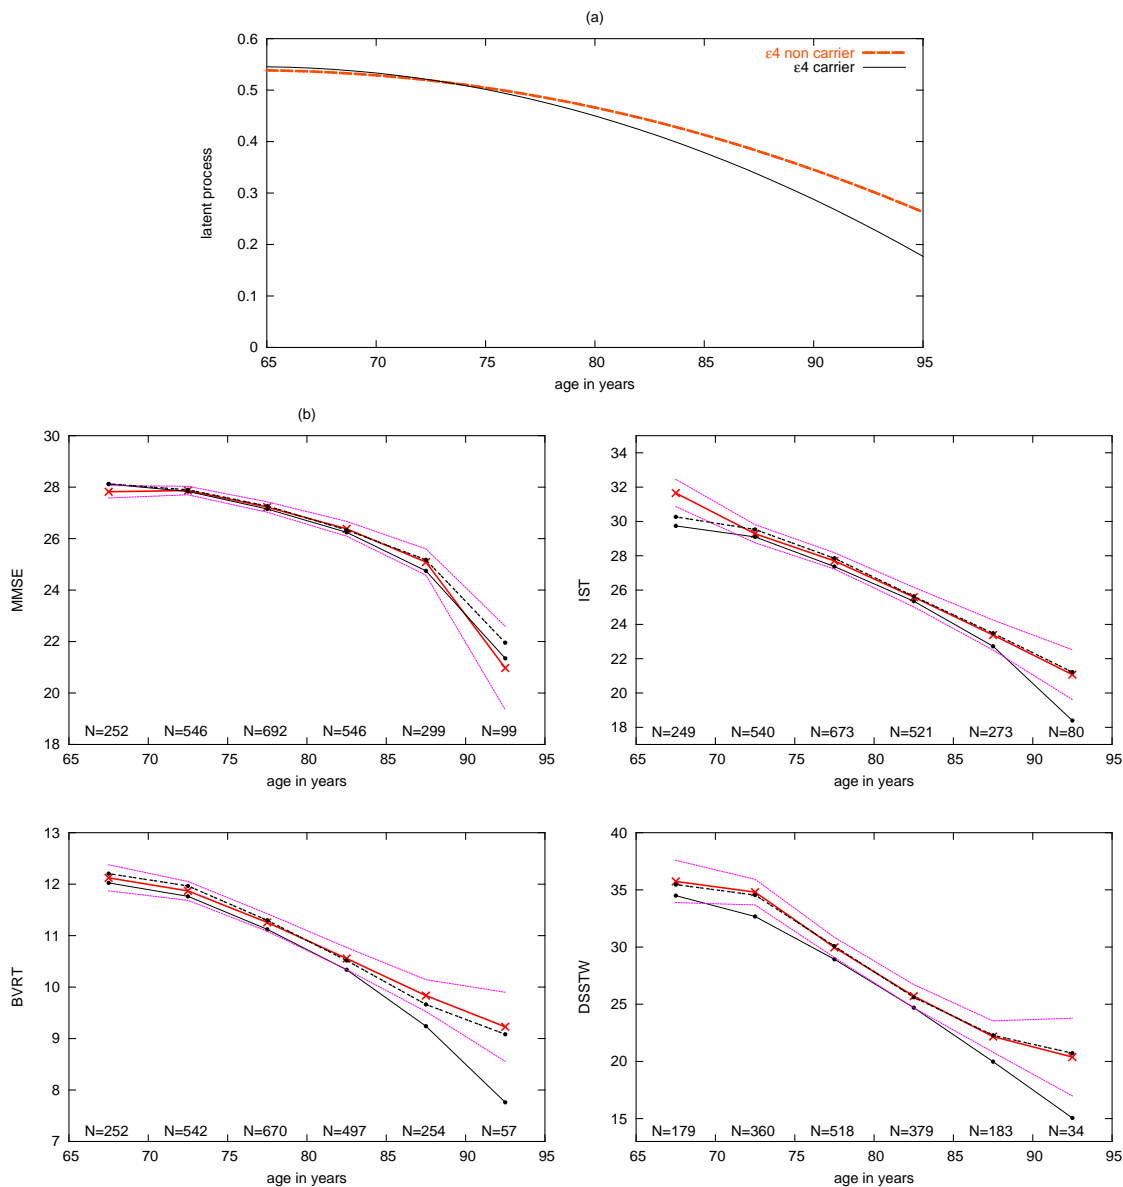 (a)
0.6
0.5
0.4
0.3
0.2
0.1
0
latent process
ε4 non carrier
ε4 carrier
65 70 75 80 85 90 95
age in years
(b)
30
28
26
24
22
20
18
MMSE
N=252 N=546 N=692 N=546 N=299 N=99
65 70 75 80 85 90 95
age in years
34
32
30
28
26
24
22
20
18
IST
N=249 N=540 N=673 N=521 N=273 N=80
65 70 75 80 85 90 95
age in years
13
12
11
10
9
8
7
BVRT
N=252 N=542 N=670 N=497 N=254 N=57
65 70 75 80 85 90 95
age in years
40
35
30
25
20
15
DSSTW
N=179 N=360 N=518 N=379 N=183 N=34
65 70 75 80 85 90 95
age in years